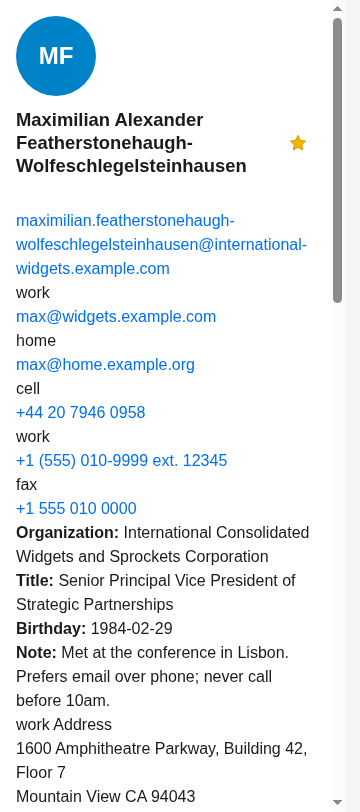 MF
Maximilian Alexander
Featherstonehaugh-
Wolfeschlegelsteinhausen
maximilian.featherstonehaugh-
wolfeschlegelsteinhausen@international-
widgets.example.com
work
max@widgets.example.com
home
max@home.example.org
cell
+44 20 7946 0958
work
+1 (555) 010-9999 ext. 12345
fax
+1 555 010 0000
Organization: International Consolidated
Widgets and Sprockets Corporation
Title: Senior Principal Vice President of
Strategic Partnerships
Birthday: 1984-02-29
Note: Met at the conference in Lisbon.
Prefers email over phone; never call
before 10am.
work Address
1600 Amphitheatre Parkway, Building 42,
Floor 7
Mountain View CA 94043